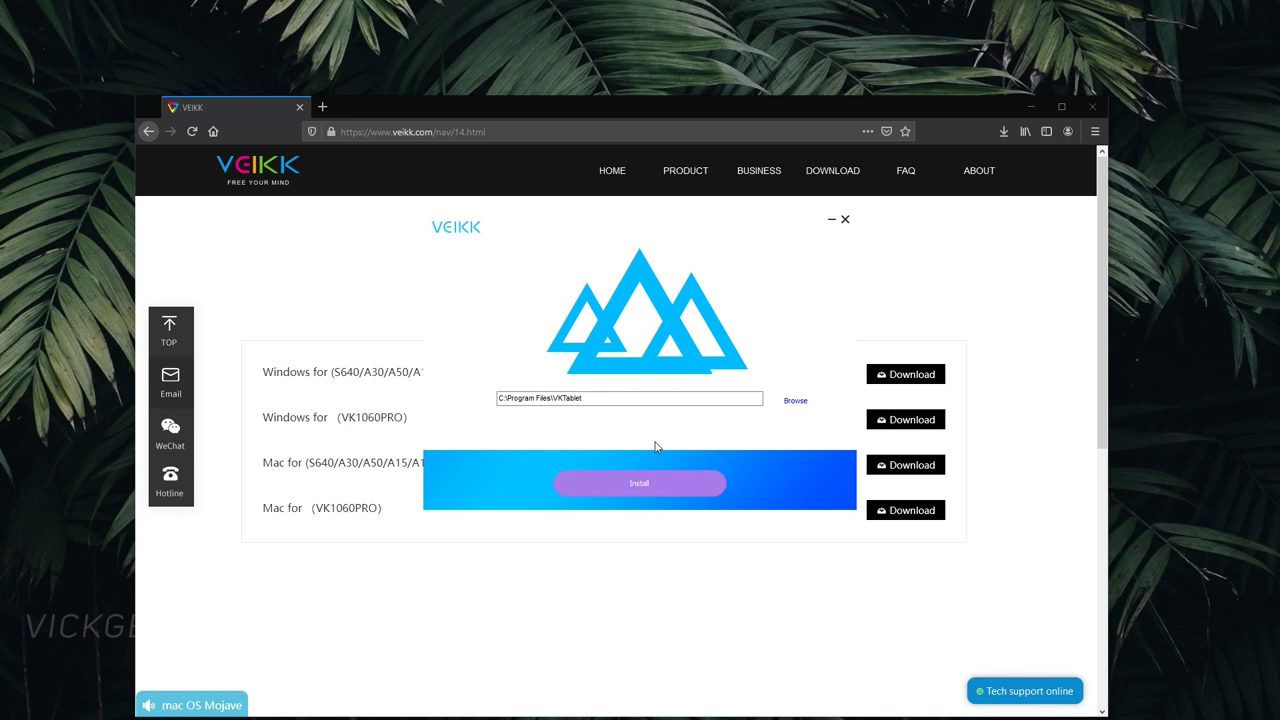 VEIKK
https://www.veikk.com/nav/14.html
VEIKK
FREE YOUR MIND
HOME
PRODUCT
BUSINESS
DOWNLOAD
FAQ
ABOUT
VEIKK
TOP
Email
WeChat
Hotline
Windows for (S640/A30/A50/A1
Download
C:\Program Files\VKTablet
Browse
Windows for （VK1060PRO)
Download
Mac for (S640/A30/A50/A15/A1
Download
Install
Mac for （VK1060PRO)
Download
VICKGE
Tech support online
mac OS Mojave